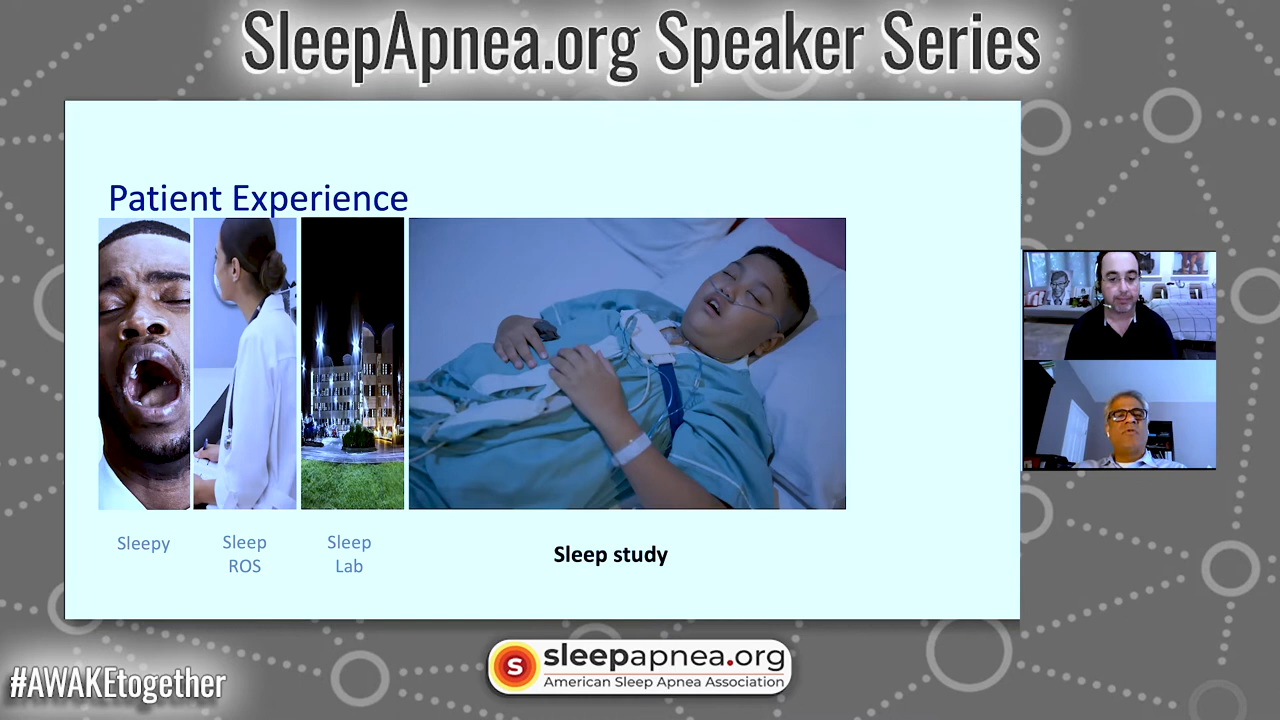 SleepApnea.org Speaker Series
Patient Experience
Sleepy
Sleep
ROS
Sleep
Lab
Sleep study
#AWAKEtogether
S
sleepapnea.org
American Sleep Apnea Association